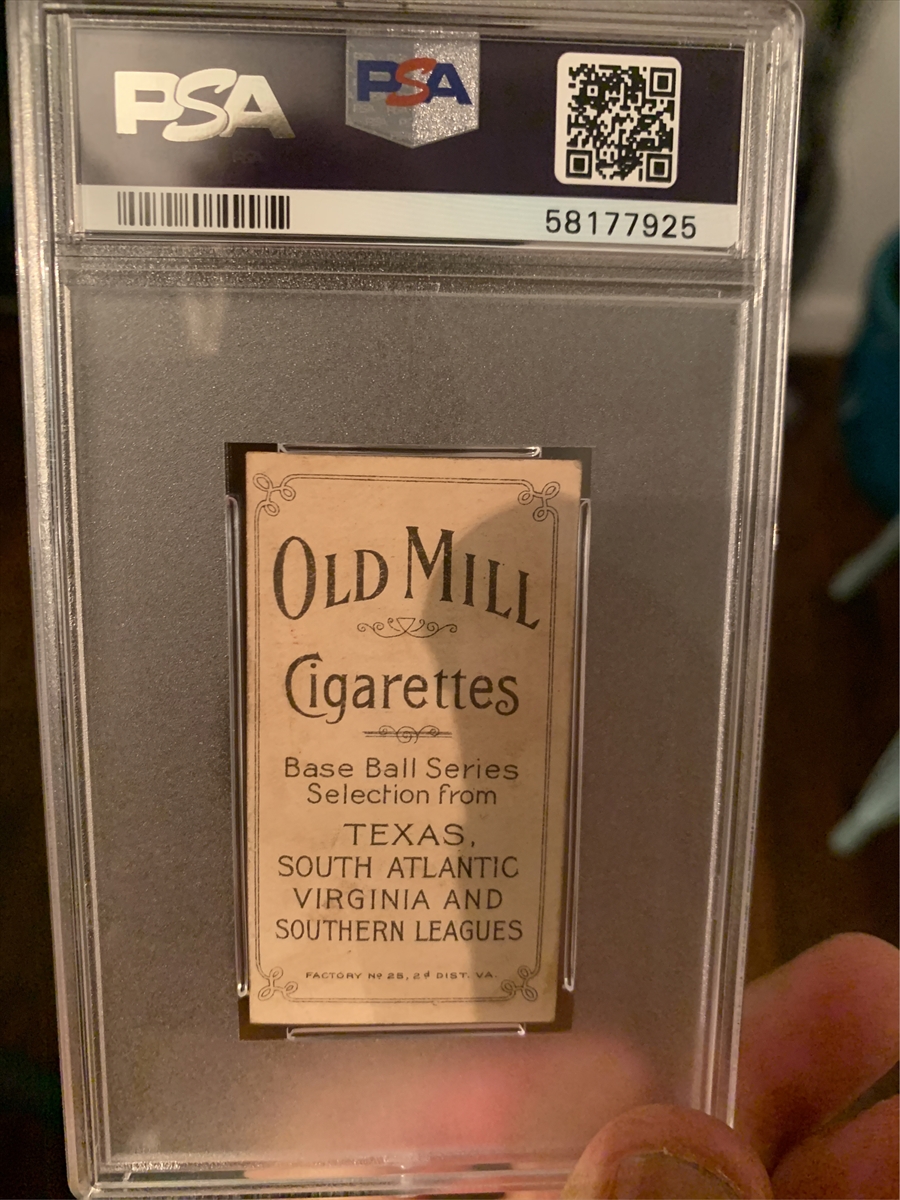 PSA PSA
58177925
OLD MILL
Cigarettes
Base Ball Series
Selection from
TEXAS,
SOUTH ATLANTIC
VIRGINIA AND
SOUTHERN LEAGUES
FACTORY Nº 25, 2ᵈ DIST. VA.